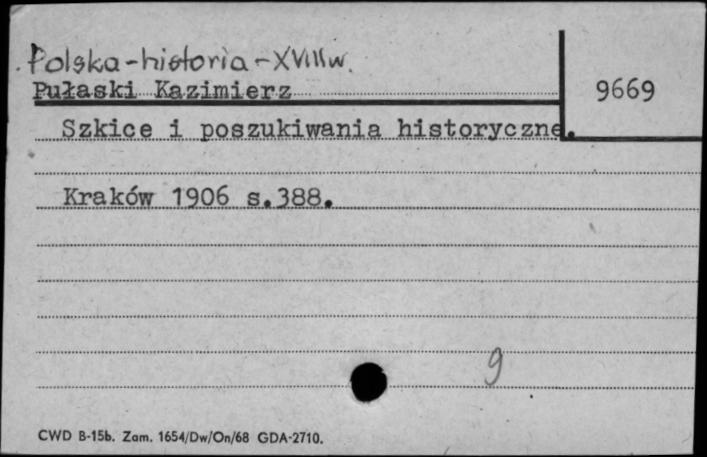 Polska-historia-XVIIIw.
Pułaski Kazimierz
9669
Szkice i poszukiwania historyczne.
Kraków 1906 s.388.
9
CWD B-15b. Zam. 1654/Dw/On/68 GDA-2710.